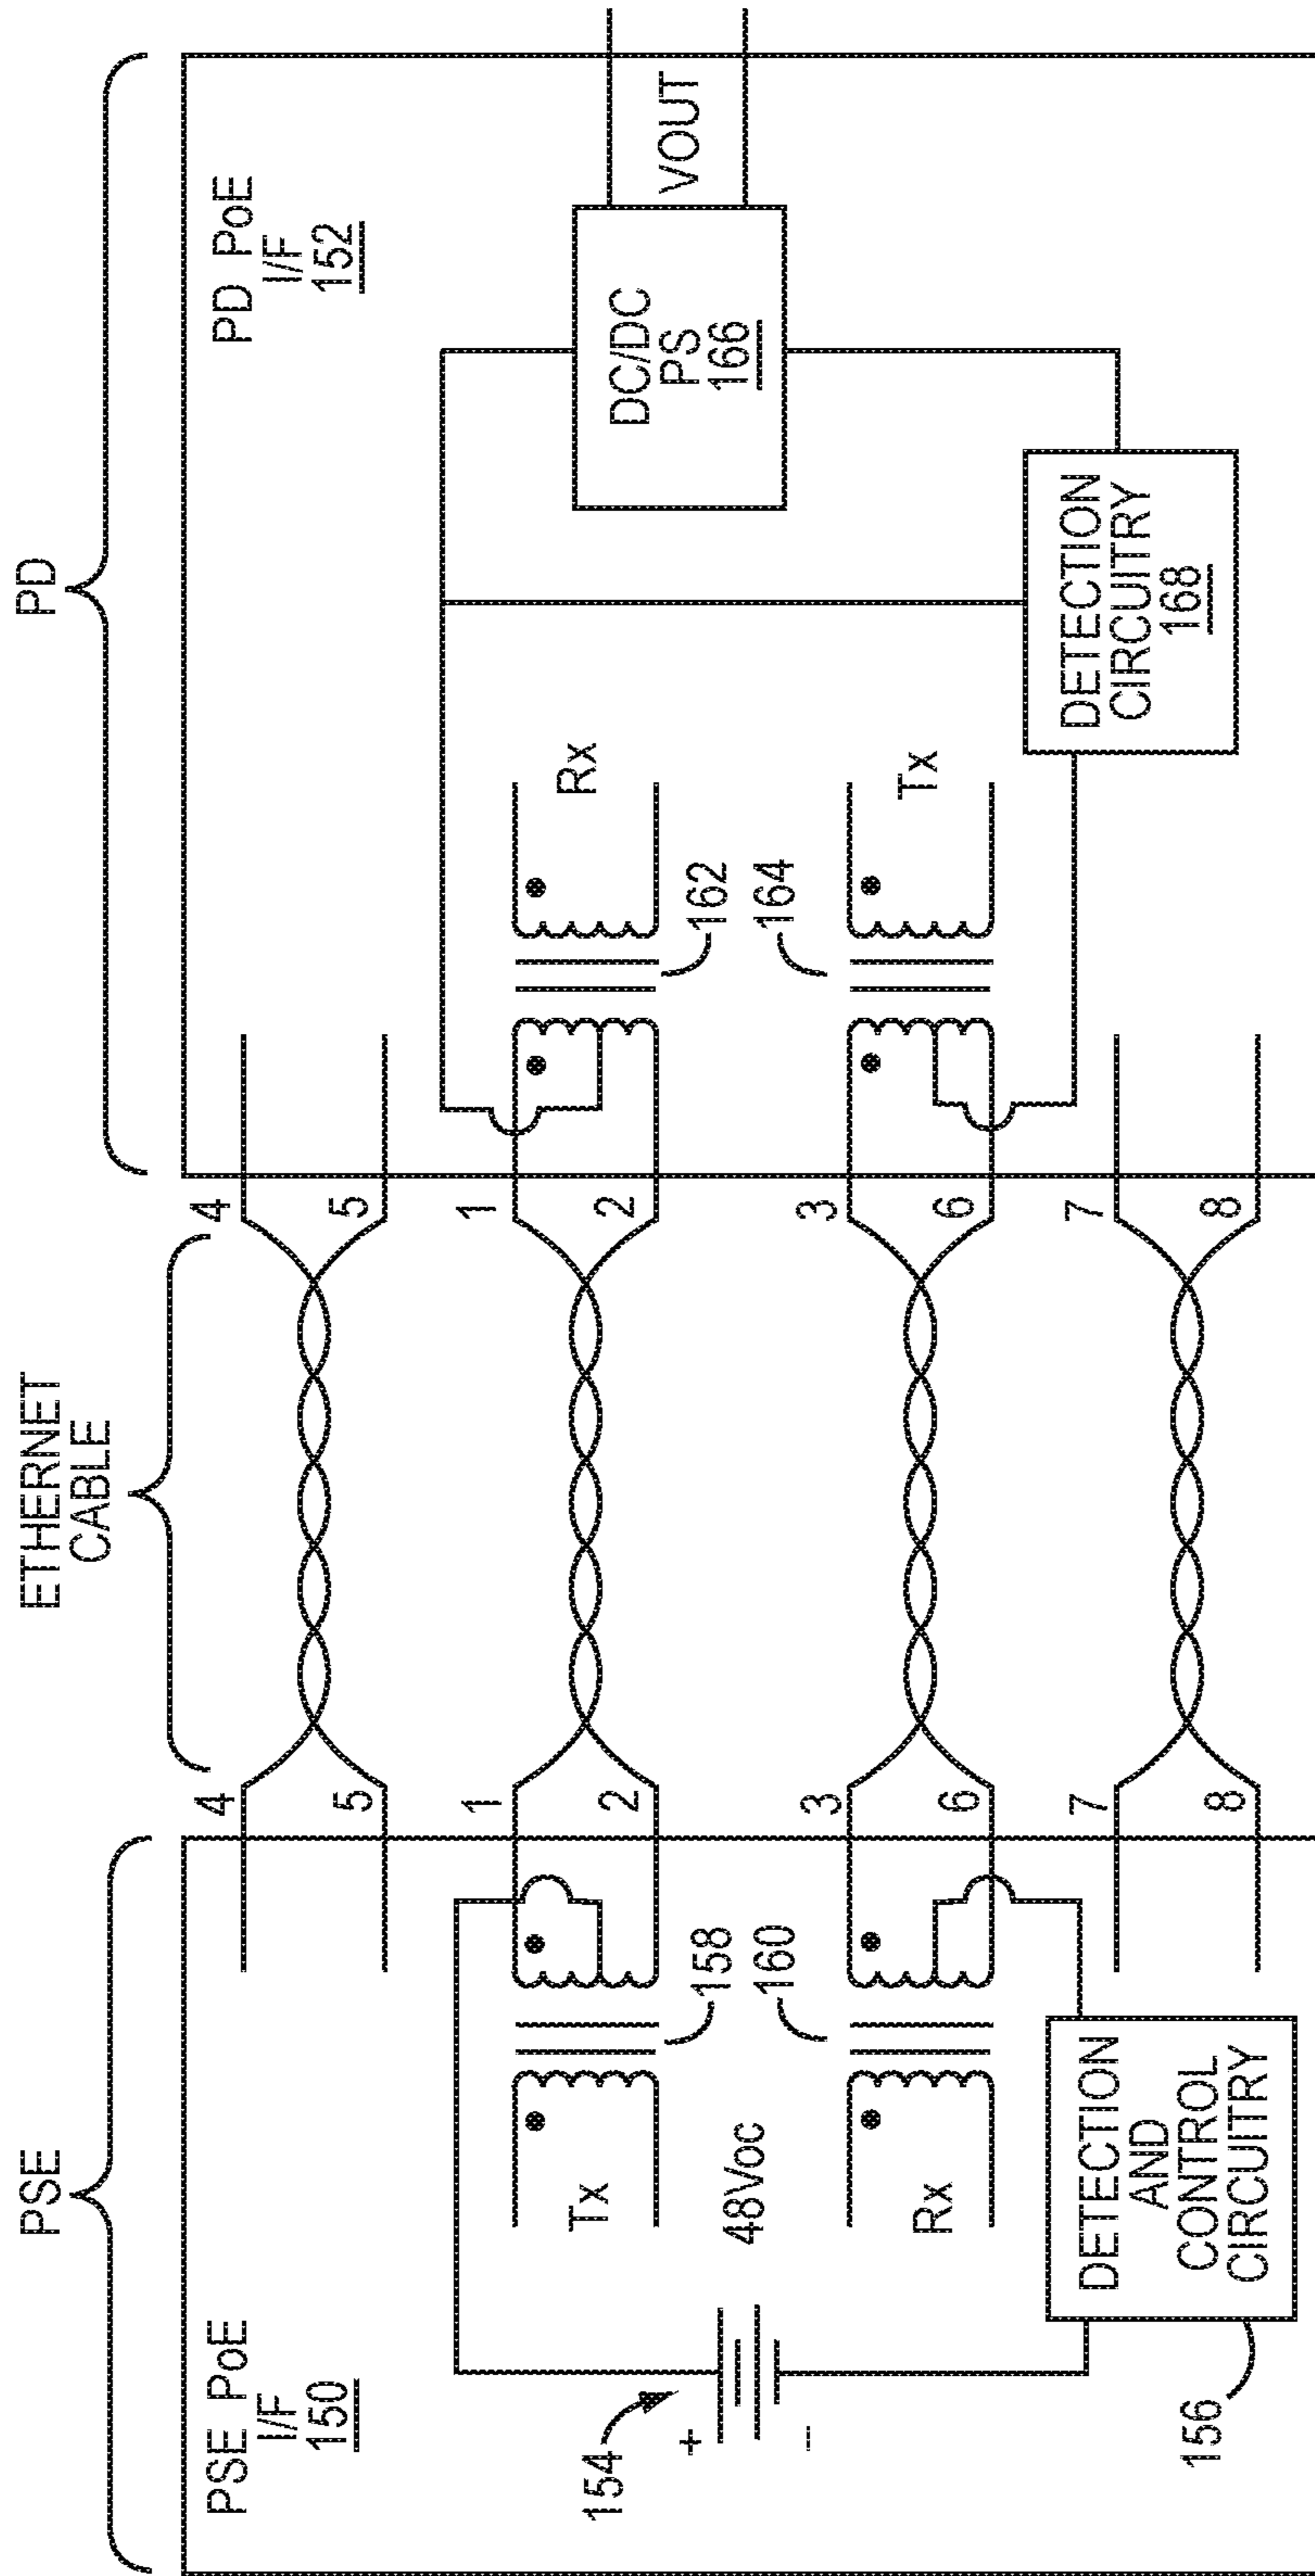 PSE
ETHERNET
CABLE
PD
PSE PoE
I/F
150
4
4
PD PoE
I/F
152
5
5
1
1
Tx
Rx
2
2
158
162
154
+
48Voc
–
DC/DC
PS
166
VOUT
160
164
3
3
Rx
Tx
6
6
7
7
DETECTION
AND
CONTROL
CIRCUITRY
156
DETECTION
CIRCUITRY
168
8
8